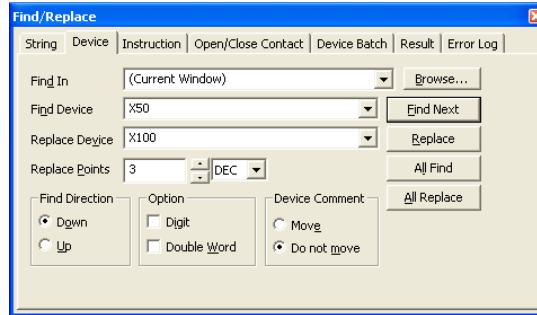 Find/Replace
String Device Instruction Open/Close Contact Device Batch Result Error Log
Find In (Current Window) Browse...
Find Device X50 Find Next
Replace Device X100 Replace
Replace Points 3 DEC All Find
Find Direction Option Device Comment All Replace
Down Digit Move
Up Double Word Do not move